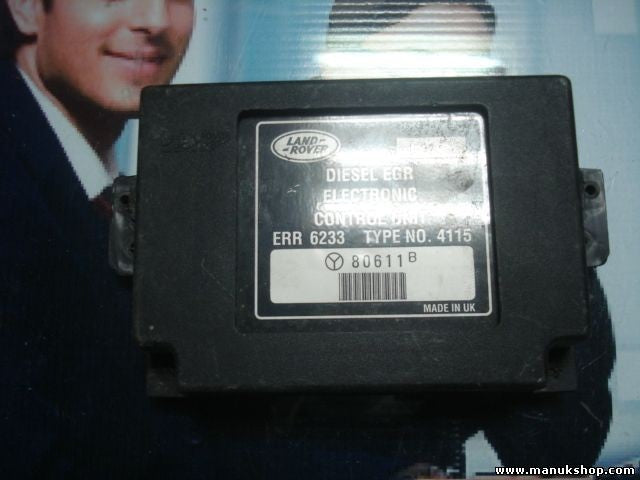 LAND
ROVER
DIESEL EGR
ELECTRONIC
CONTROL UNIT
ERR 6233 TYPE NO. 4115
80611B
MADE IN UK
www.manukshop.com